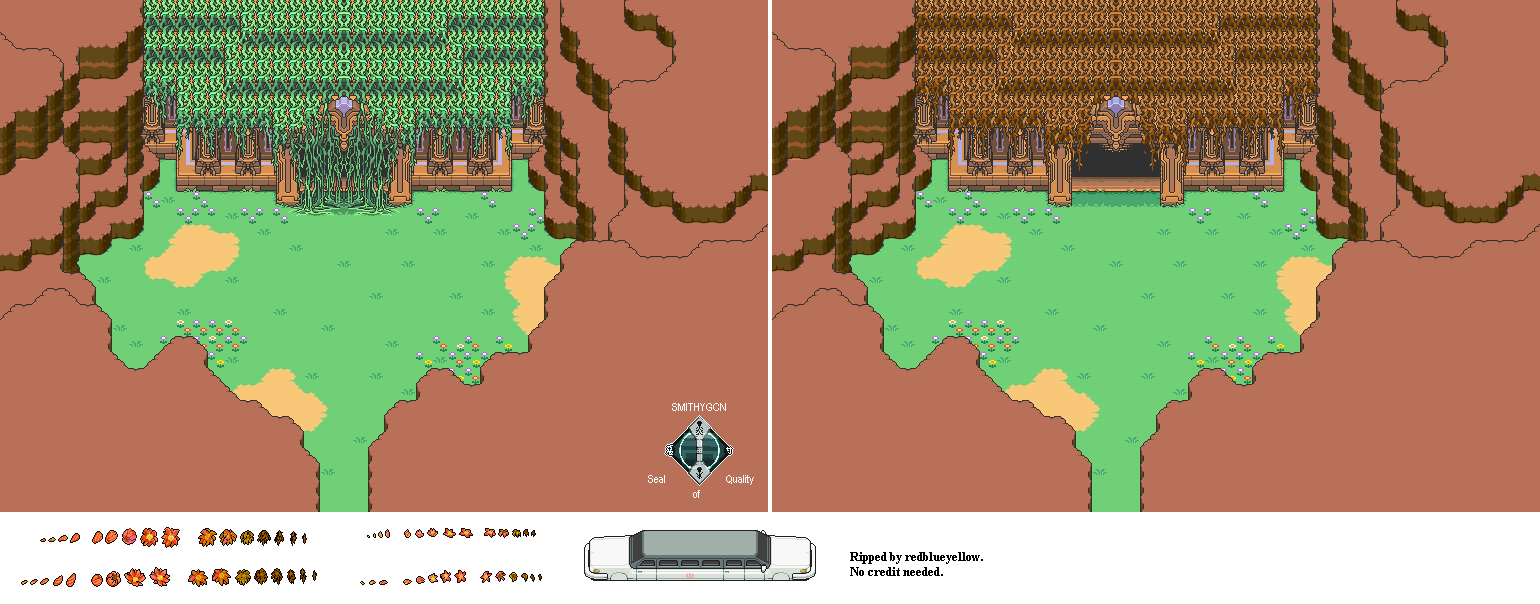 SMITHYGCN
Seal
Quality
of
Ripped by redblueyellow.
No credit needed.